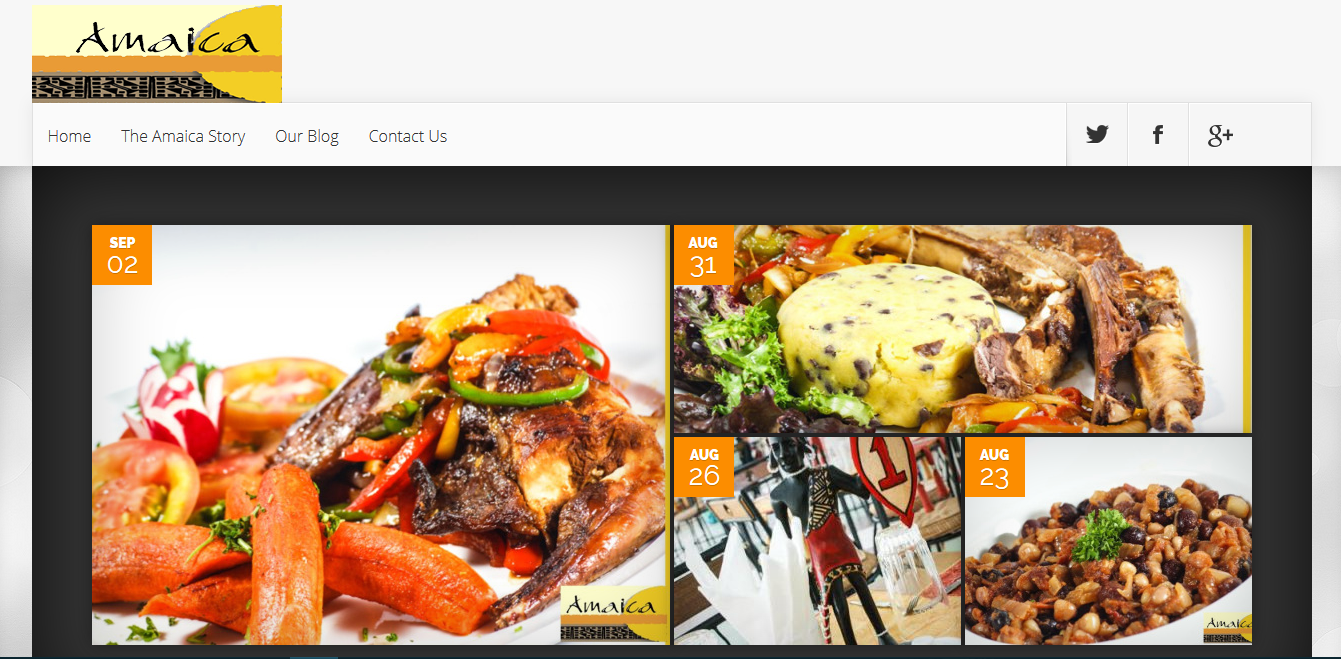 Amaica
Home The Amaica Story Our Blog Contact Us
g+
SEP
02
AUG
31
AUG
26
1
AUG
23
Amaica
Amaica